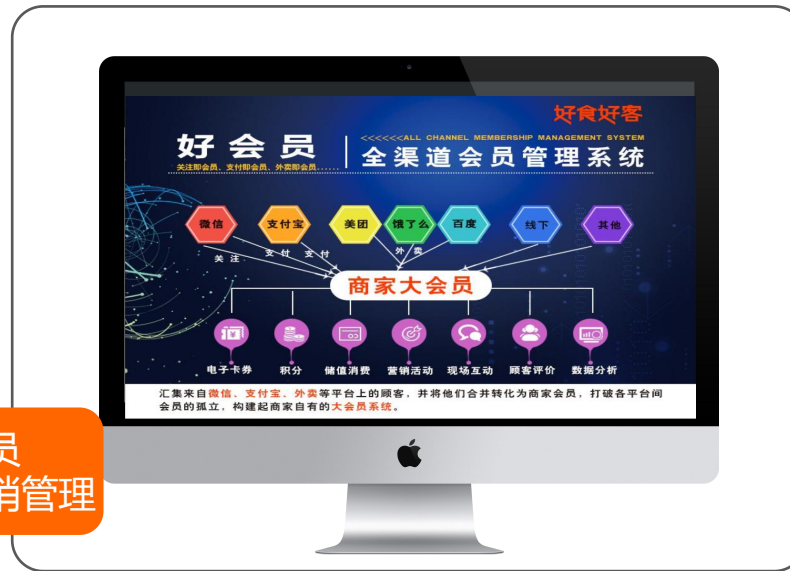 好食好客
好会员
<<<<<<ALL CHANNEL MEMBERSHIP MANAGEMENT SYSTEM
全渠道会员管理系统
关注即会员、支付即会员、外卖即会员......
微信 支付宝 美团 饿了么 百度 线下 其他
关注 支付 支付 外卖
商家大会员
电子卡券 积分 储值消费 营销活动 现场互动 顾客评价 数据分析
汇集来自微信、支付宝、外卖等平台上的顾客，并将他们合并转化为商家会员，打破各平台间
会员的孤立，构建起商家自有的大会员系统。
员
销管理